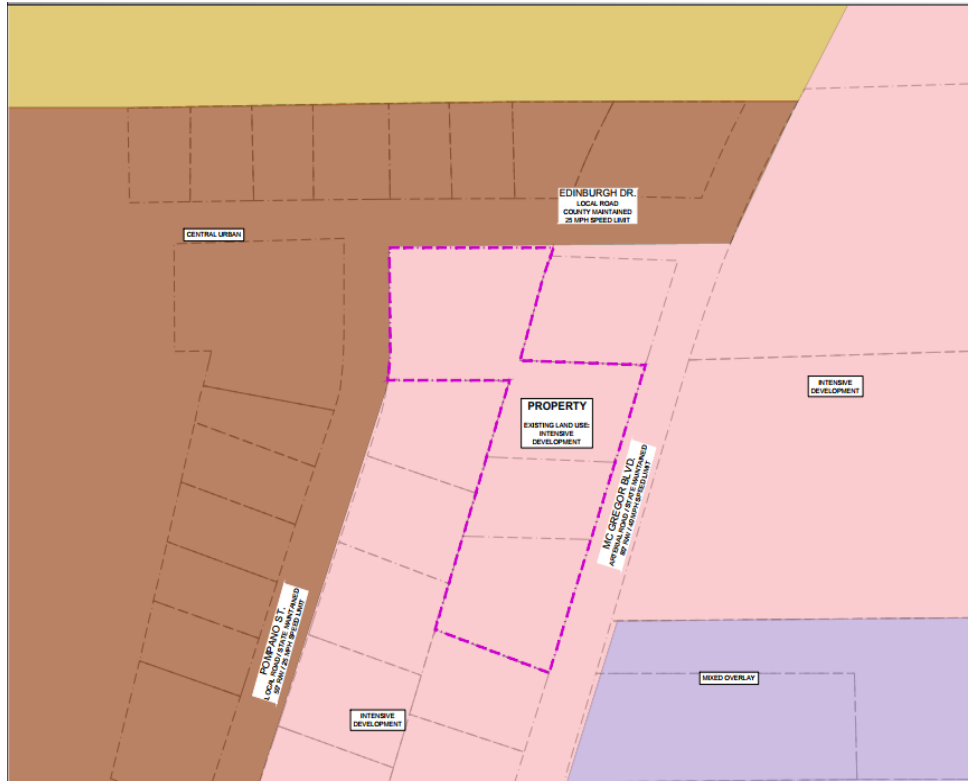 EDINBURGH DR.
LOCAL ROAD
COUNTY MAINTAINED
25 MPH SPEED LIMIT
CENTRAL URBAN
INTENSIVE
DEVELOPMENT
PROPERTY
EXISTING LAND USE:
INTENSIVE
DEVELOPMENT
MC GREGOR BLVD.
ARTERIAL ROAD / STATE MAINTAINED
80' R/W / 40 MPH SPEED LIMIT
POMPANO ST.
LOCAL ROAD / STATE MAINTAINED
50' R/W / 25 MPH SPEED LIMIT
MIXED OVERLAY
INTENSIVE
DEVELOPMENT